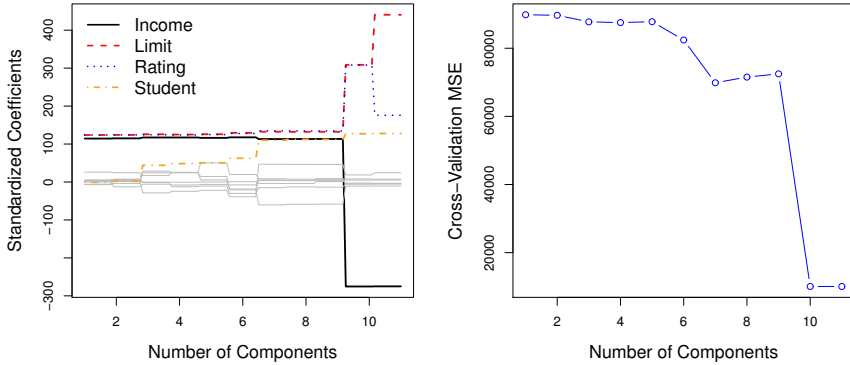 Standardized Coefficients
400
300
200
100
0
−100
−300
Income
Limit
Rating
Student
2 4 6 8 10
Number of Components
Cross−Validation MSE
80000
60000
40000
20000
2 4 6 8 10
Number of Components